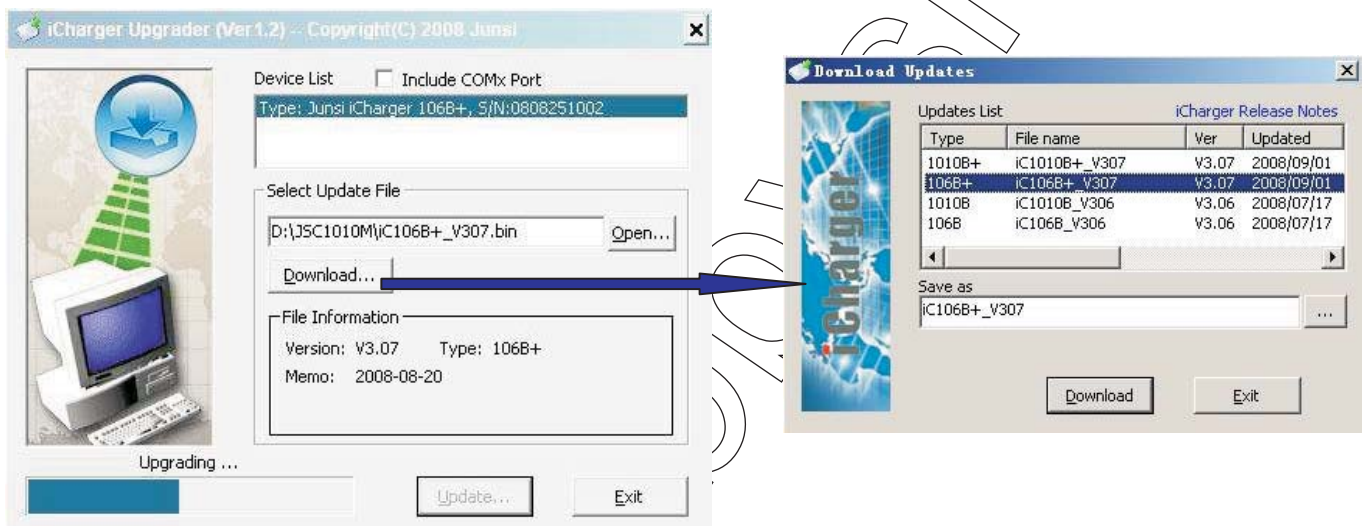 iCharger Upgrader (Ver1.2) -- Copyright(C) 2008 Junsi
Device List
Include COMx Port
Type: Junsi iCharger 106B+, S/N:0808251002
Select Update File
D:\JSC1010M\iC106B+_V307.bin
Open...
Download...
File Information
Version: V3.07 Type: 106B+
Memo: 2008-08-20
Upgrading ...
Update...
Exit
Download Updates
iCharger
Updates List
iCharger Release Notes
Type File name Ver Updated
1010B+ iC1010B+_V307 V3.07 2008/09/01
106B+ iC106B+_V307 V3.07 2008/09/01
1010B iC1010B_V306 V3.06 2008/07/17
106B iC106B_V306 V3.06 2008/07/17
Save as
iC106B+_V307
...
Download
Exit